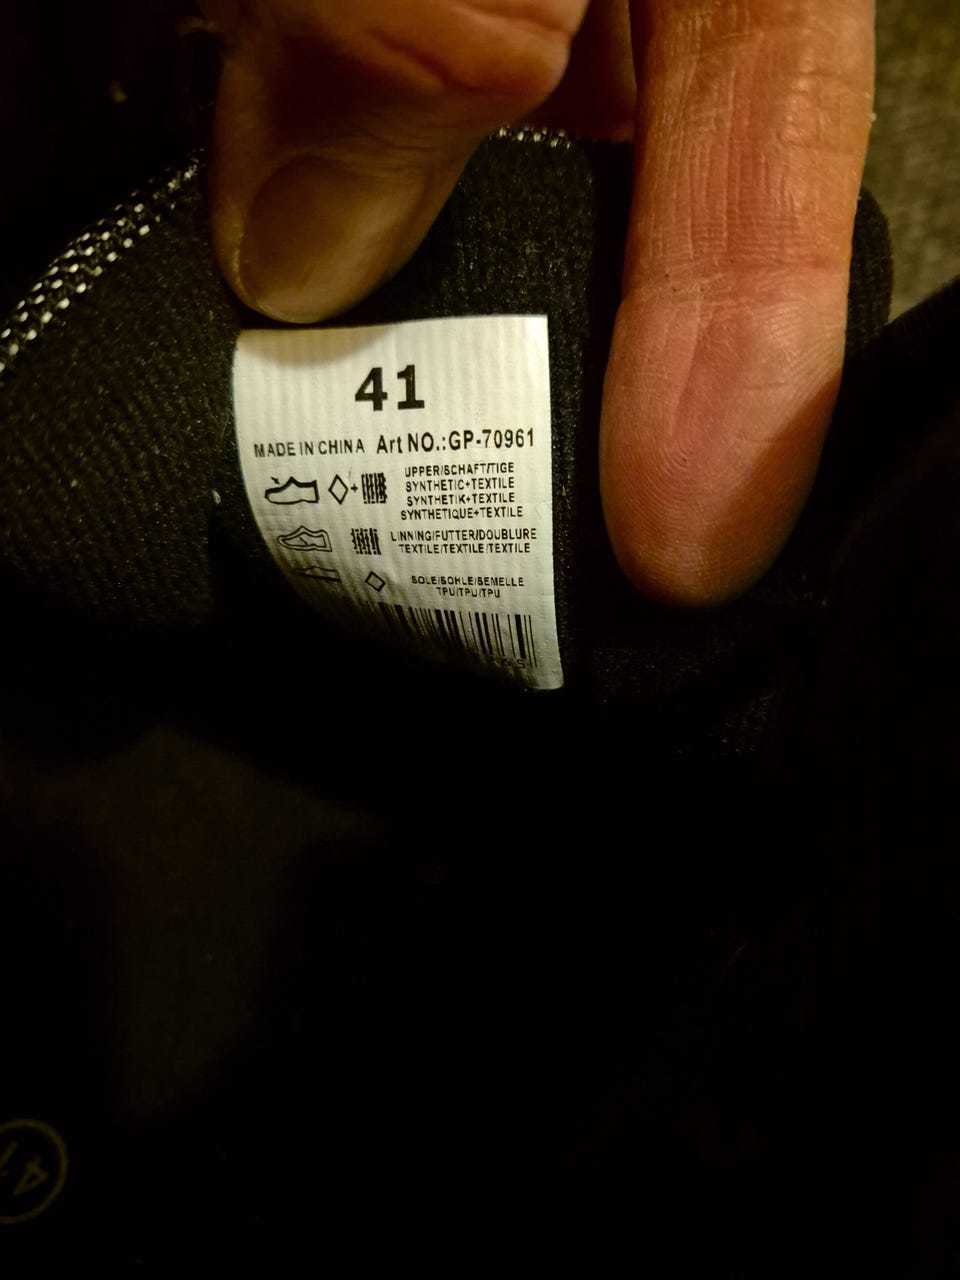 41
MADE IN CHINA Art NO.:GP-70961
UPPER/SCHAFT/TIGE
SYNTHETIC+TEXTILE
SYNTHETIK+TEXTILE
SYNTHETIQUE+TEXTILE
LINNING/FUTTER/DOUBLURE
TEXTILE/TEXTILE/TEXTILE
SOLE/SOHLE/SEMELLE
TPU/TPU/TPU